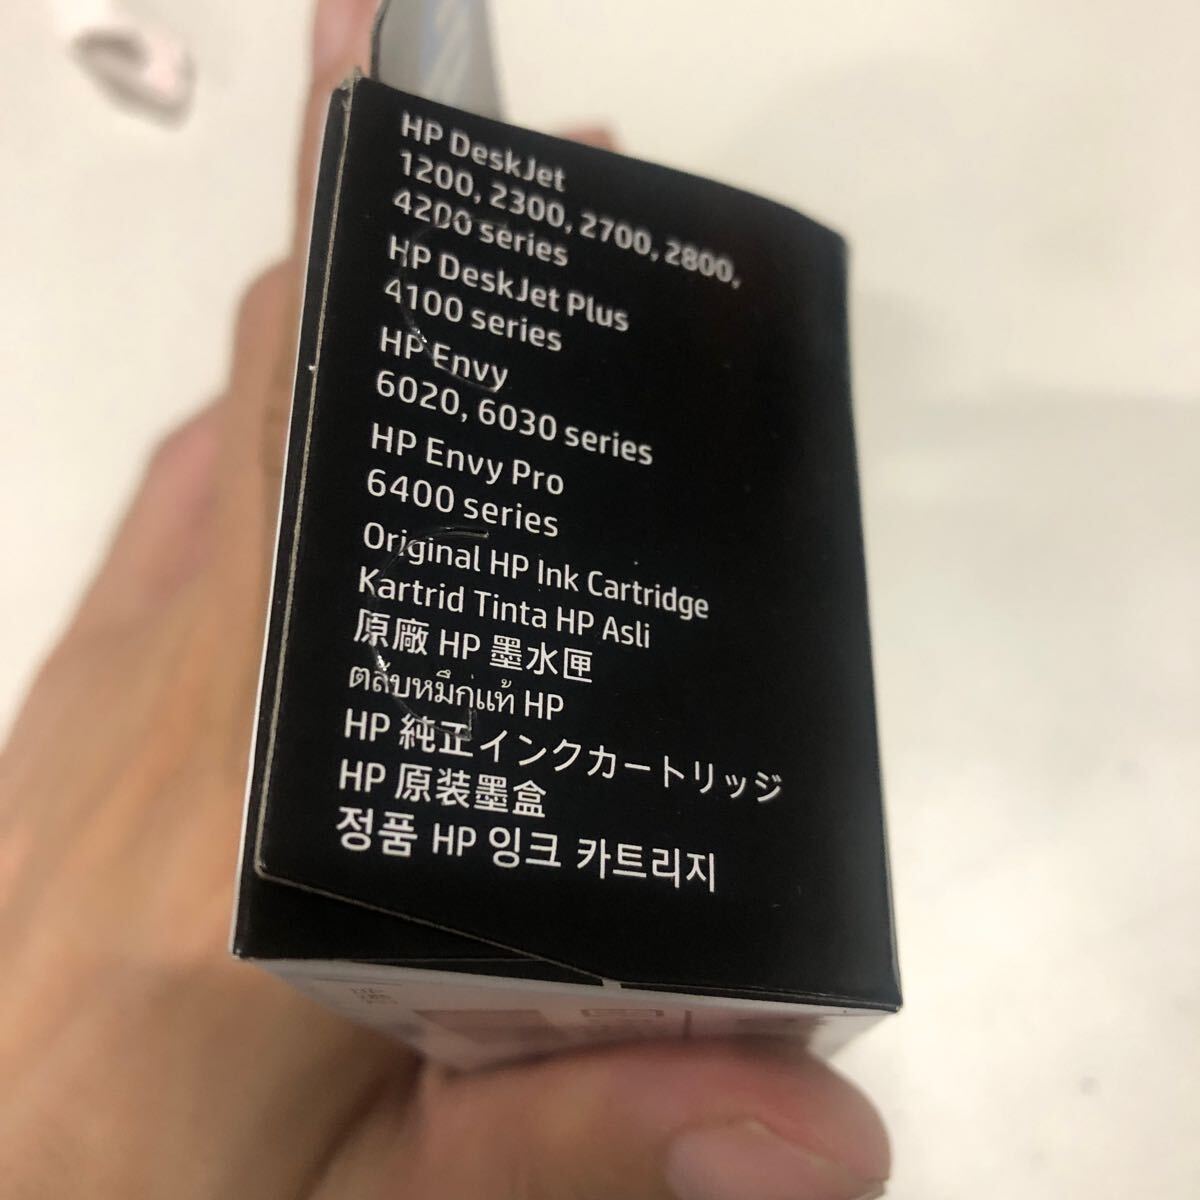 HP DeskJet
1200, 2300, 2700, 2800,
4200 series
HP DeskJet Plus
4100 series
HP Envy
6020, 6030 series
HP Envy Pro
6400 series
Original HP Ink Cartridge
Kartrid Tinta HP Asli
原廠 HP 墨水匣
ตลับหมึกแท้ HP
HP 純正インクカートリッジ
HP 原装墨盒
정품 HP 잉크 카트리지